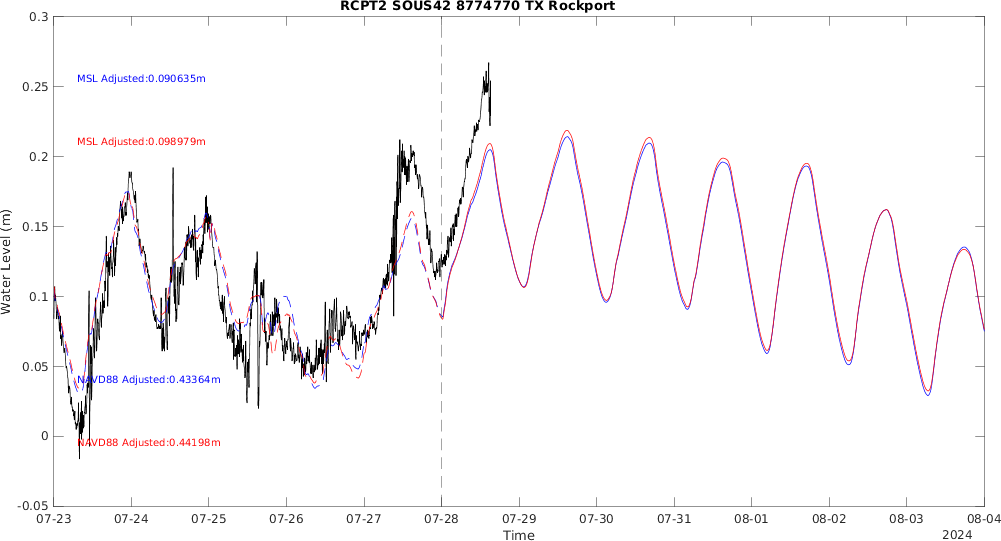 RCPT2 SOUS42 8774770 TX Rockport
0.3
0.25
0.2
0.15
0.1
0.05
0
-0.05
Water Level (m)
MSL Adjusted:0.090635m
MSL Adjusted:0.098979m
NAVD88 Adjusted:0.43364m
NAVD88 Adjusted:0.44198m
07-23 07-24 07-25 07-26 07-27 07-28 07-29 07-30 07-31 08-01 08-02 08-03 08-04
Time
2024